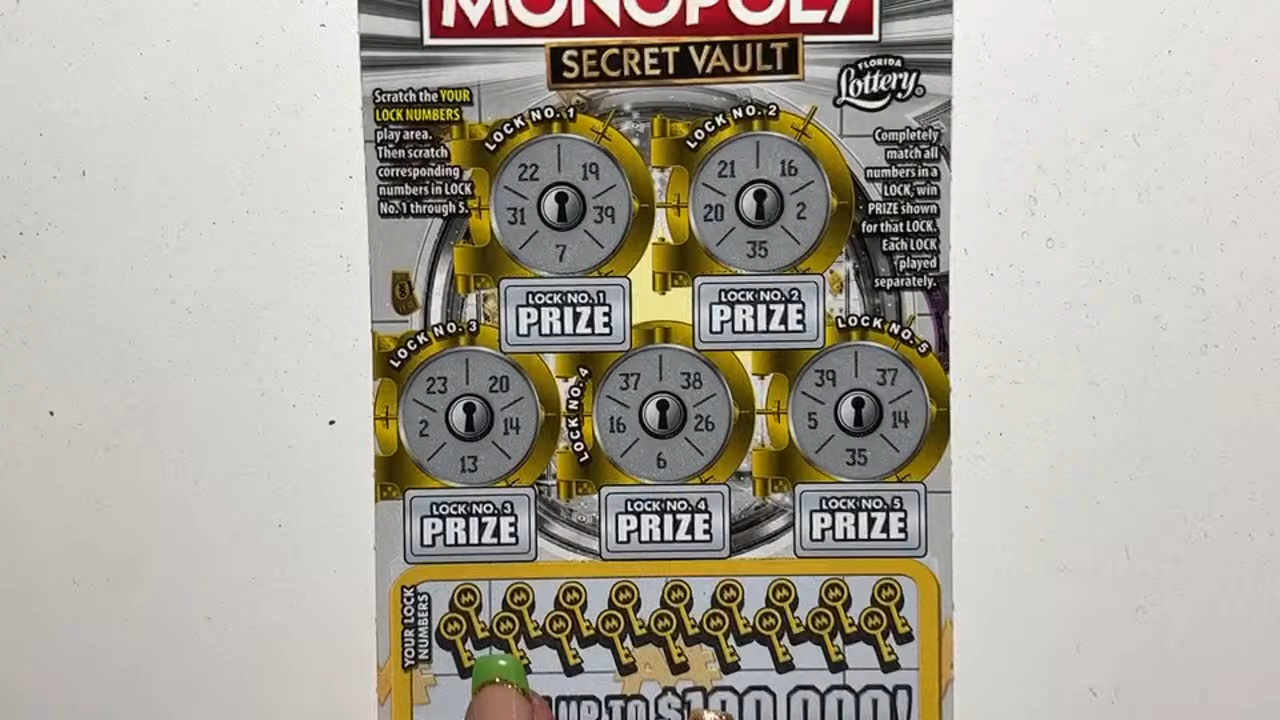 MONOPOLY
SECRET VAULT
FLORIDA
Lottery®
Scratch the YOUR
LOCK NUMBERS
play area.
Then scratch
corresponding
numbers in LOCK
No. 1 through 5.
Completely
match all
numbers in a
LOCK, win
PRIZE shown
for that LOCK.
Each LOCK
played
separately.
LOCK NO. 1
22 19
31 39
7
LOCK NO. 1
PRIZE
LOCK NO. 2
21 16
20 2
35
LOCK NO. 2
PRIZE
LOCK NO. 3
23 20
2 14
13
LOCK NO. 3
PRIZE
LOCK NO. 4
37 38
16 26
6
LOCK NO. 4
PRIZE
LOCK NO. 5
39 37
5 14
35
LOCK NO. 5
PRIZE
YOUR LOCK
NUMBERS
UP TO $100,000!